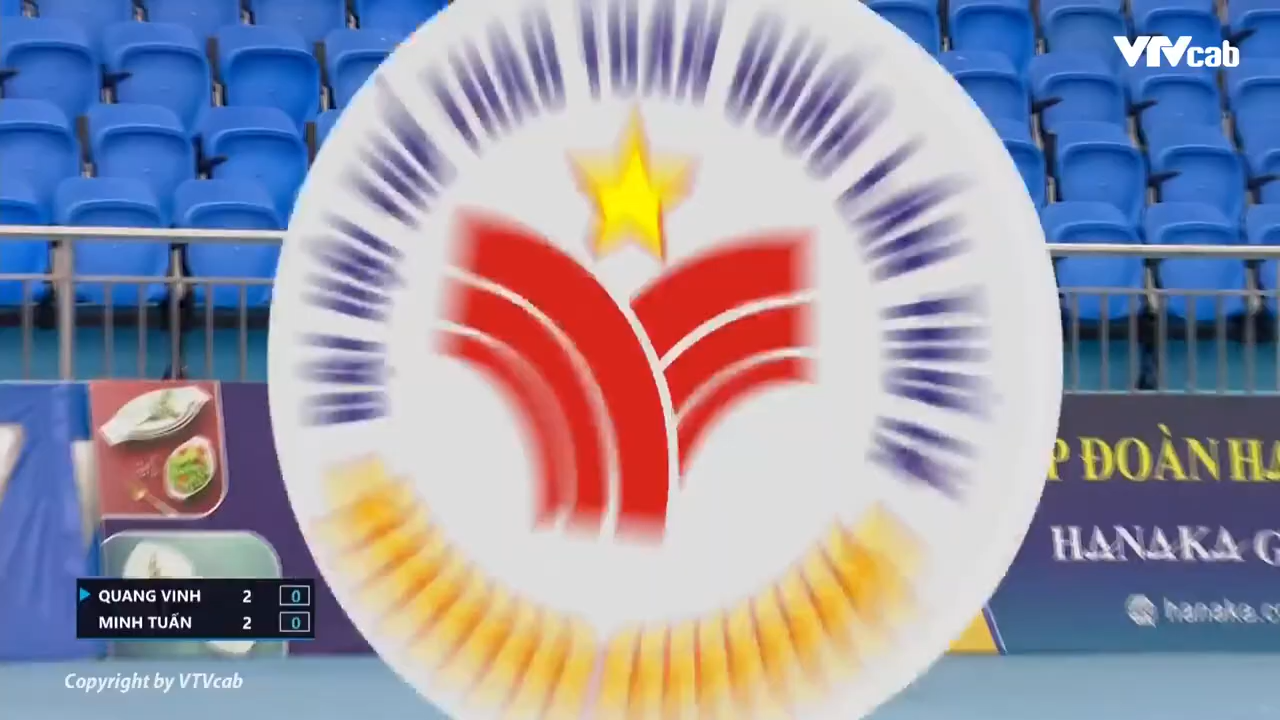 VTVcab
P ĐOÀN HA
HANAKA G
hanaka.c
QUANG VINH 2 0
MINH TUẤN 2 0
Copyright by VTVcab